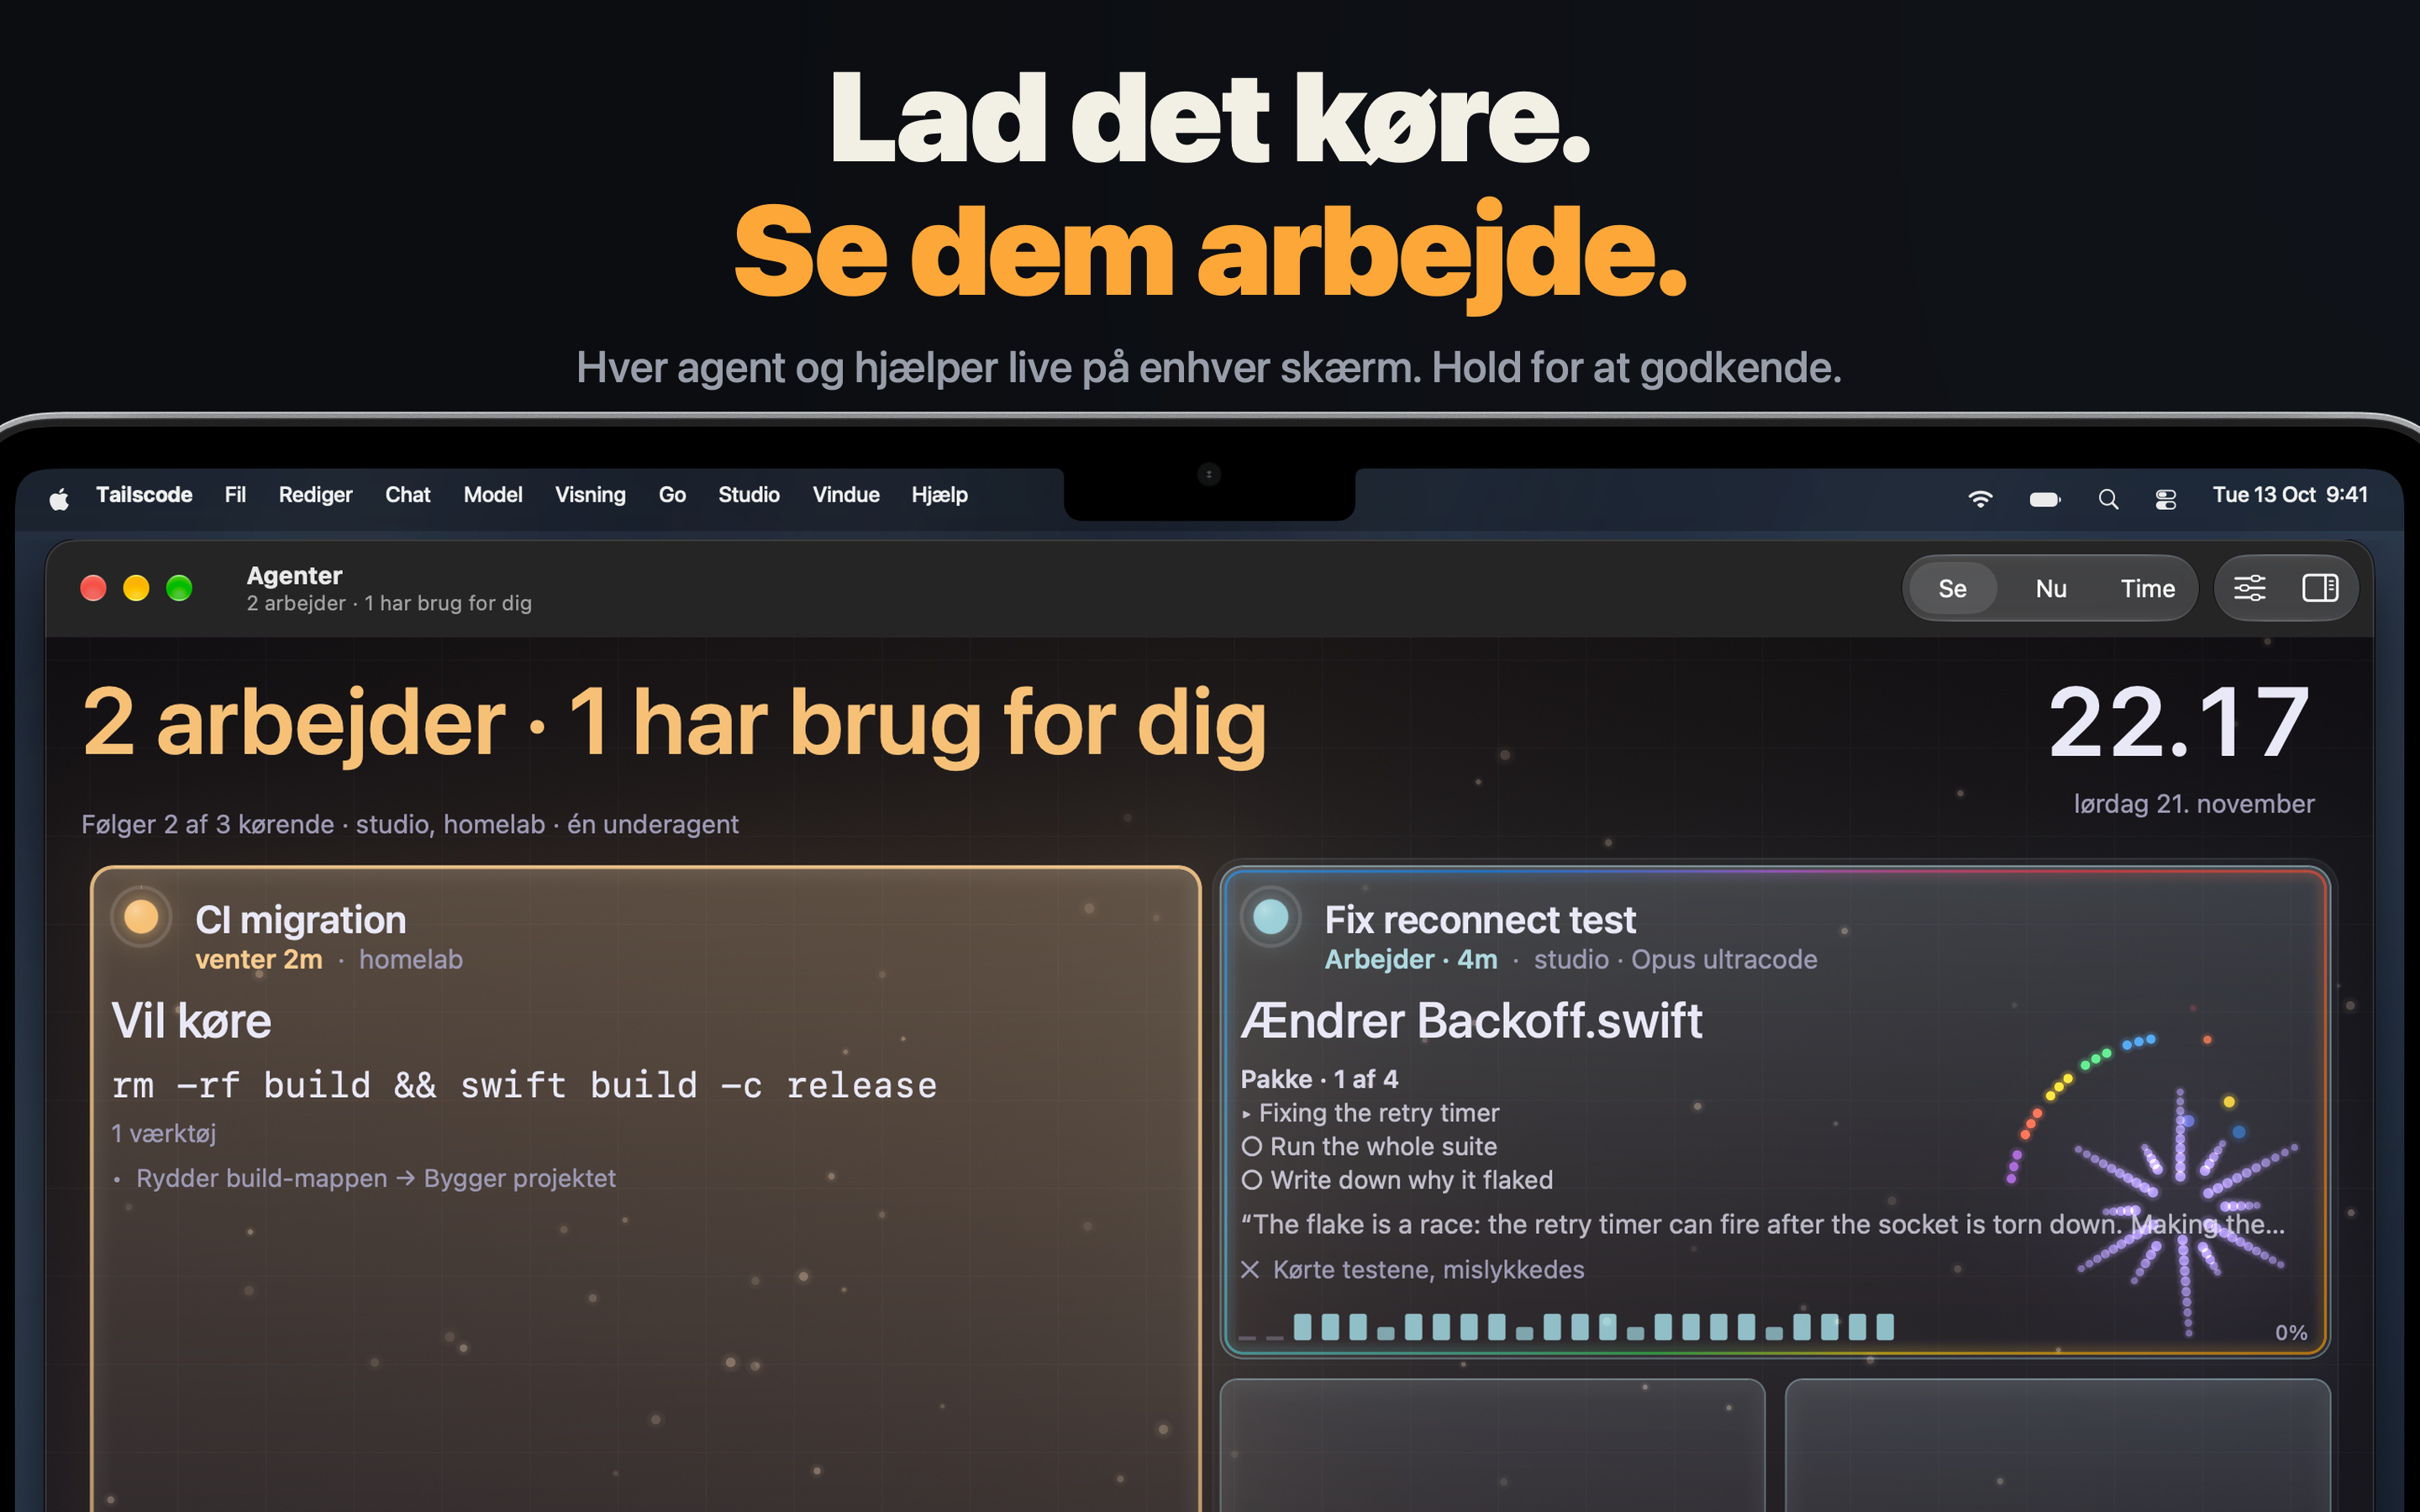 Lad det køre.
Se dem arbejde.
Hver agent og hjælper live på enhver skærm. Hold for at godkende.
Tailscode Fil Rediger Chat Model Visning Go Studio Vindue Hjælp Tue 13 Oct 9:41
Agenter
2 arbejder · 1 har brug for dig
Se Nu Time
2 arbejder · 1 har brug for dig
22.17
lørdag 21. november
Følger 2 af 3 kørende · studio, homelab · én underagent
CI migration
venter 2m · homelab
Vil køre
rm -rf build && swift build -c release
1 værktøj
• Rydder build-mappen → Bygger projektet
Fix reconnect test
Arbejder · 4m · studio · Opus ultracode
Ændrer Backoff.swift
Pakke · 1 af 4
▸ Fixing the retry timer
○ Run the whole suite
○ Write down why it flaked
“The flake is a race: the retry timer can fire after the socket is torn down. Making the…
× Kørte testene, mislykkedes
0%